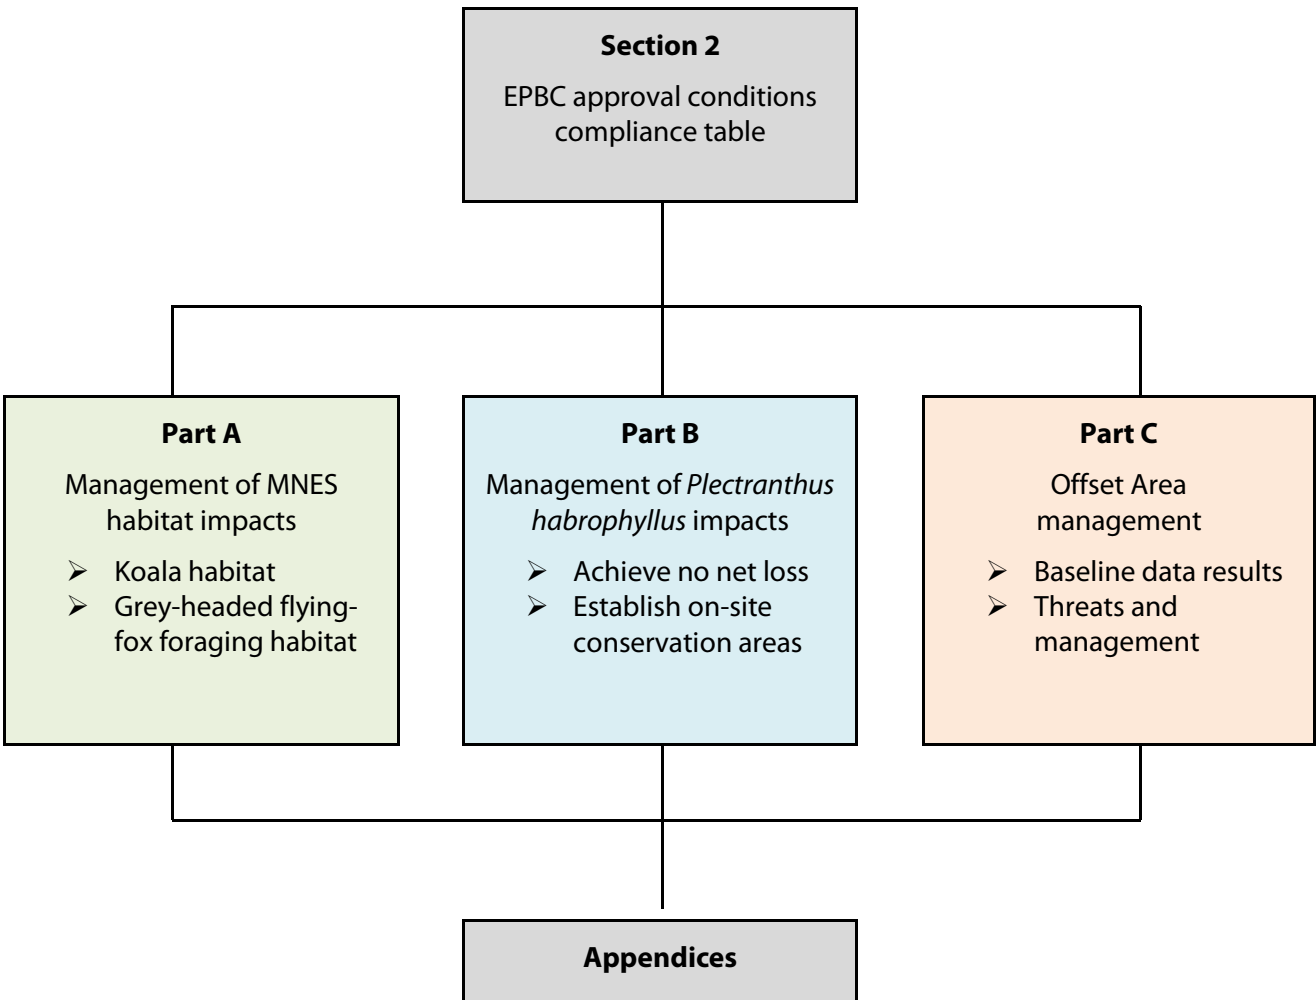 Section 2
EPBC approval conditions
compliance table
Part A
Management of MNES
habitat impacts
➢ Koala habitat
➢ Grey-headed flying-
fox foraging habitat
Part B
Management of Plectranthus
habrophyllus impacts
➢ Achieve no net loss
➢ Establish on-site
conservation areas
Part C
Offset Area
management
➢ Baseline data results
➢ Threats and
management
Appendices